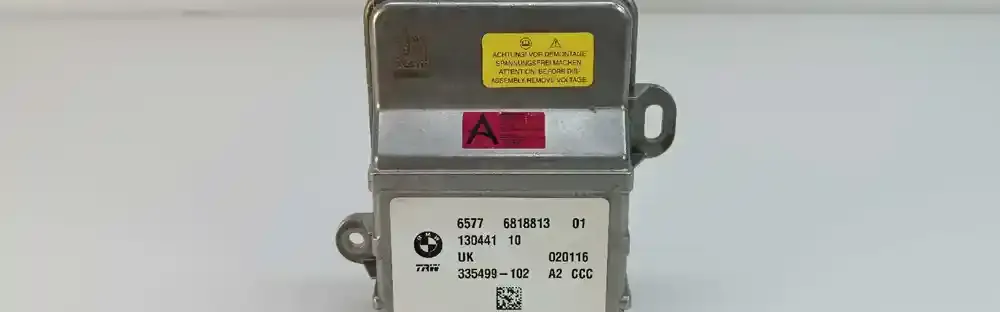 ACHTUNG! VOR DEMONTAGE
SPANNUNGSFREI MACHEN.
ATTENTION: BEFORE DIS-
ASSEMBLY REMOVE VOLTAGE.
A
6577 6818813 01
BMW
130441 10
UK 020116
TRW
335499-102 A2 CCC